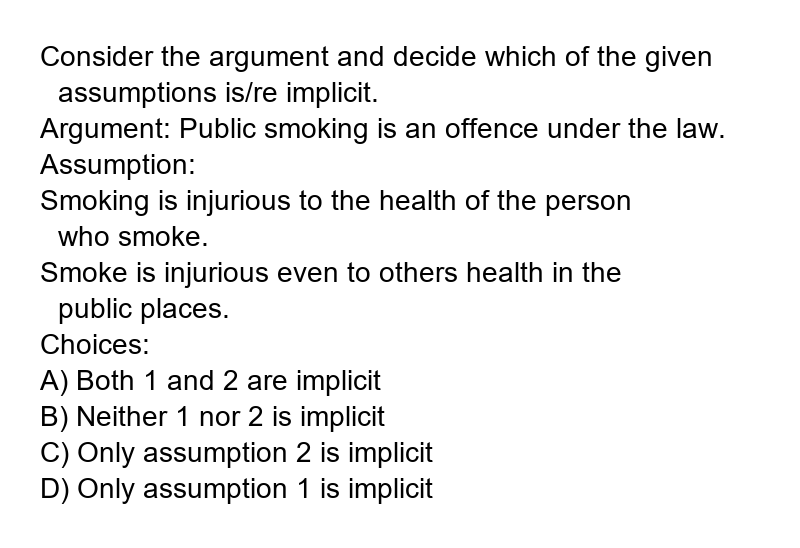 Consider the argument and decide which of the given
assumptions is/re implicit.
Argument: Public smoking is an offence under the law.
Assumption:
Smoking is injurious to the health of the person
who smoke.
Smoke is injurious even to others health in the
public places.
Choices:
A) Both 1 and 2 are implicit
B) Neither 1 nor 2 is implicit
C) Only assumption 2 is implicit
D) Only assumption 1 is implicit